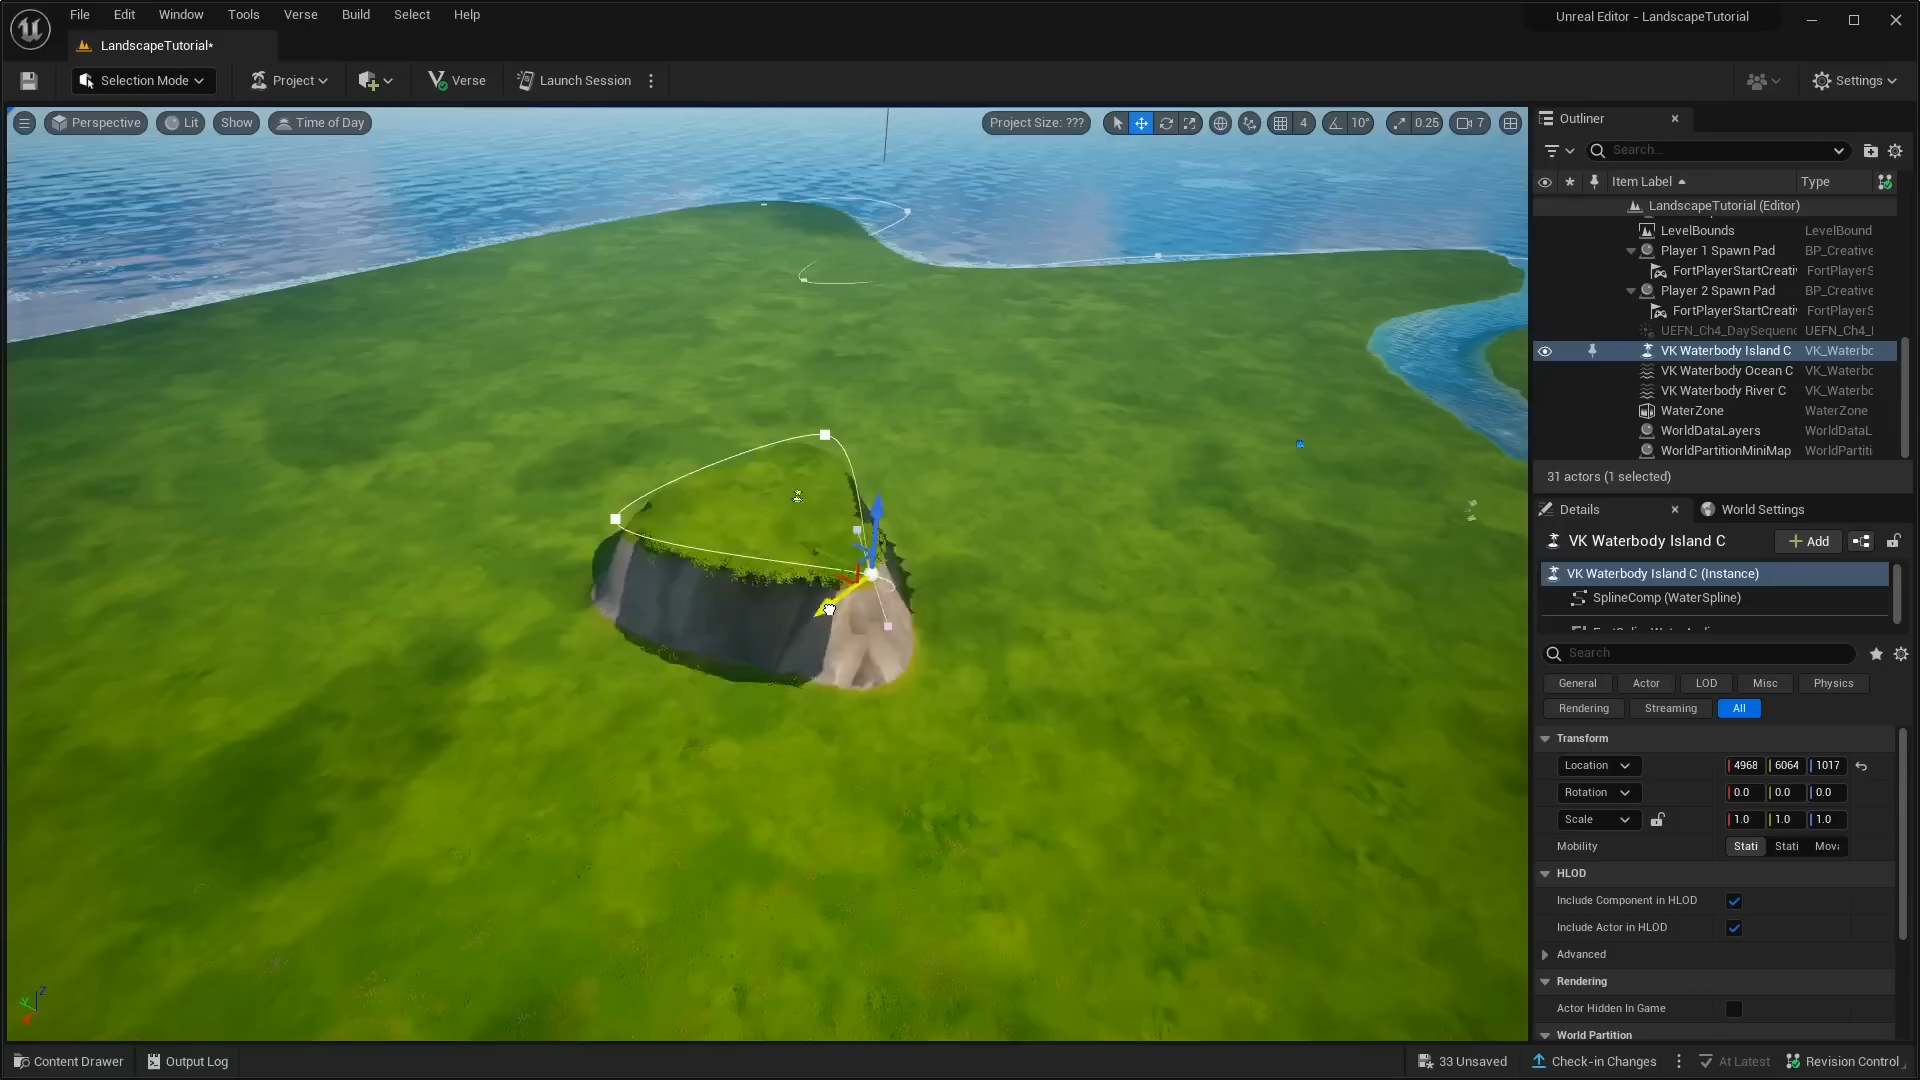 File Edit Window Tools Verse Build Select Help
Unreal Editor - LandscapeTutorial
LandscapeTutorial*
Selection Mode
Project
Verse
Launch Session
Settings
Perspective
Lit
Show
Time of Day
Project Size: ???
4
10°
0.25
7
Outliner
Search...
Item Label
Type
LandscapeTutorial (Editor)
LevelBounds LevelBound
Player 1 Spawn Pad BP_Creative
FortPlayerStartCreati FortPlayerS
Player 2 Spawn Pad BP_Creative
FortPlayerStartCreati FortPlayerS
UEFN_Ch4_DaySequenc UEFN_Ch4_
VK Waterbody Island C VK_Waterbo
VK Waterbody Ocean C VK_Waterbo
VK Waterbody River C VK_Waterbo
WaterZone WaterZone
WorldDataLayers WorldDataL
WorldPartitionMiniMap WorldPartiti
31 actors (1 selected)
Details
World Settings
VK Waterbody Island C
Add
VK Waterbody Island C (Instance)
SplineComp (WaterSpline)
Search
General Actor LOD Misc Physics
Rendering Streaming All
Transform
Location 4968 6064 1017
Rotation 0.0 0.0 0.0
Scale 1.0 1.0 1.0
Mobility Stati Stati Mova
HLOD
Include Component in HLOD
Include Actor in HLOD
Advanced
Rendering
Actor Hidden In Game
World Partition
Z
Y
Content Drawer
Output Log
33 Unsaved
Check-in Changes
At Latest
Revision Control